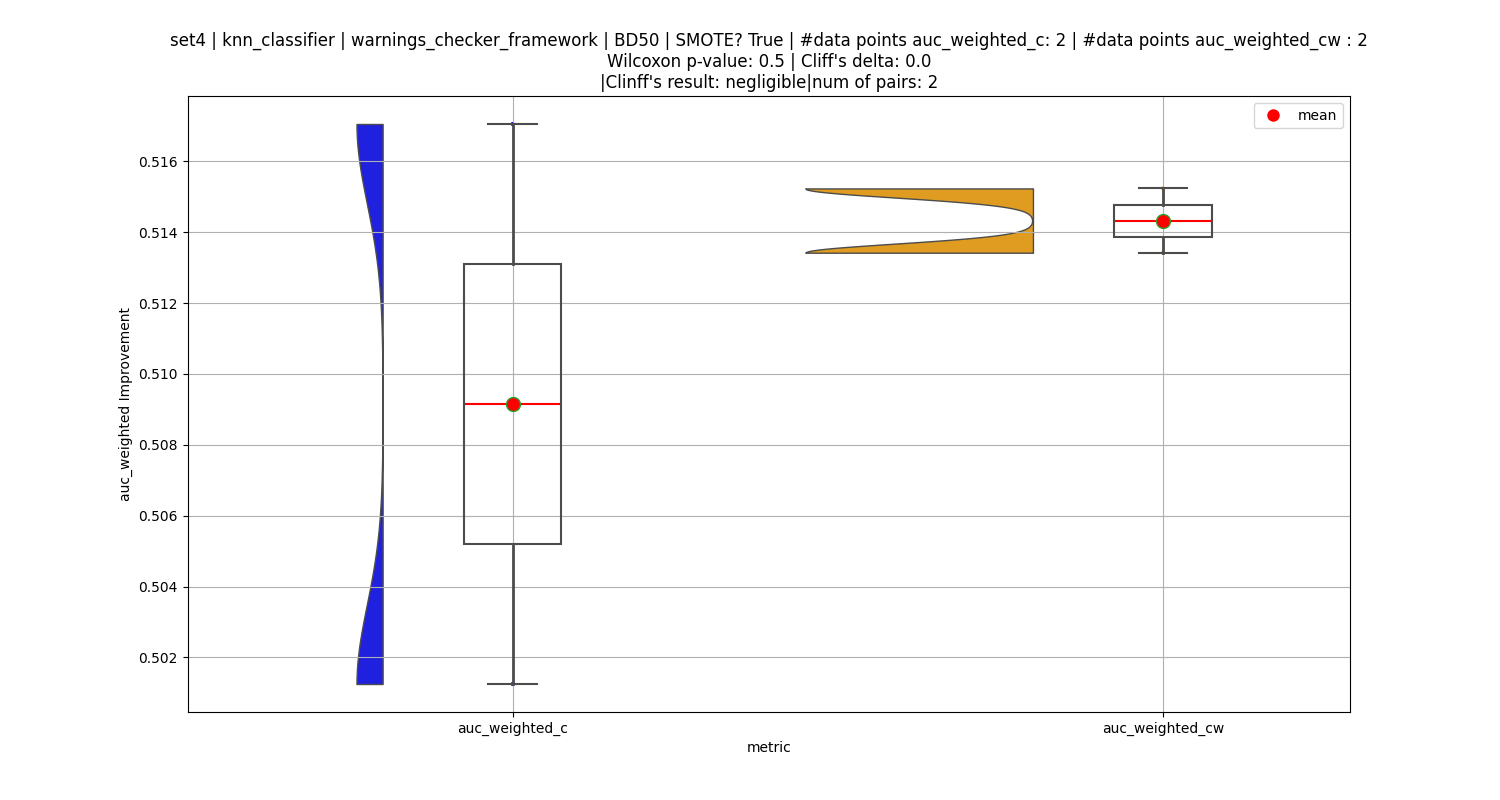 set4 | knn_classifier | warnings_checker_framework | BD50 | SMOTE? True | #data points auc_weighted_c: 2 | #data points auc_weighted_cw : 2
Wilcoxon p-value: 0.5 | Cliff's delta: 0.0
|Clinff's result: negligible|num of pairs: 2
mean
0.516
0.514
0.512
0.510
0.508
0.506
0.504
0.502
auc_weighted Improvement
auc_weighted_c
auc_weighted_cw
metric